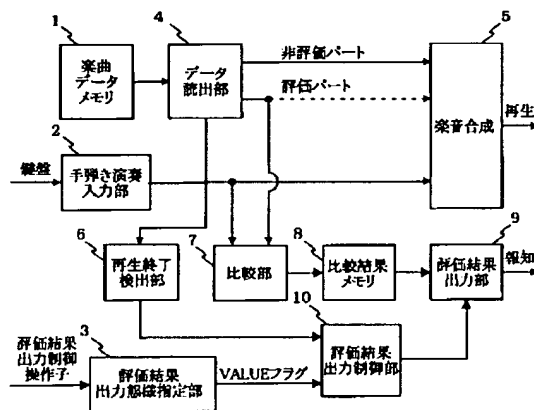 1
楽曲
データ
メモリ
4
データ
読出部
非評価パート
評価パート
5
楽音合成
再生
2
鍵盤
手弾き演奏
入力部
6
再生終了
検出部
7
比較部
8
比較結果
メモリ
9
評価結果
出力部
報知
10
評価結果
出力制御部
評価結果
出力制御
操作子
3
評価結果
出力態様指定部
VALUEフラグ